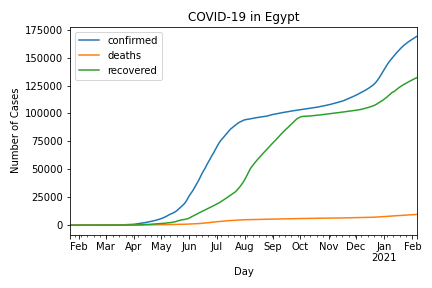 COVID-19 in Egypt
175000
150000
125000
100000
75000
50000
25000
0
Number of Cases
confirmed
deaths
recovered
Feb Mar Apr May Jun Jul Aug Sep Oct Nov Dec Jan Feb
2021
Day